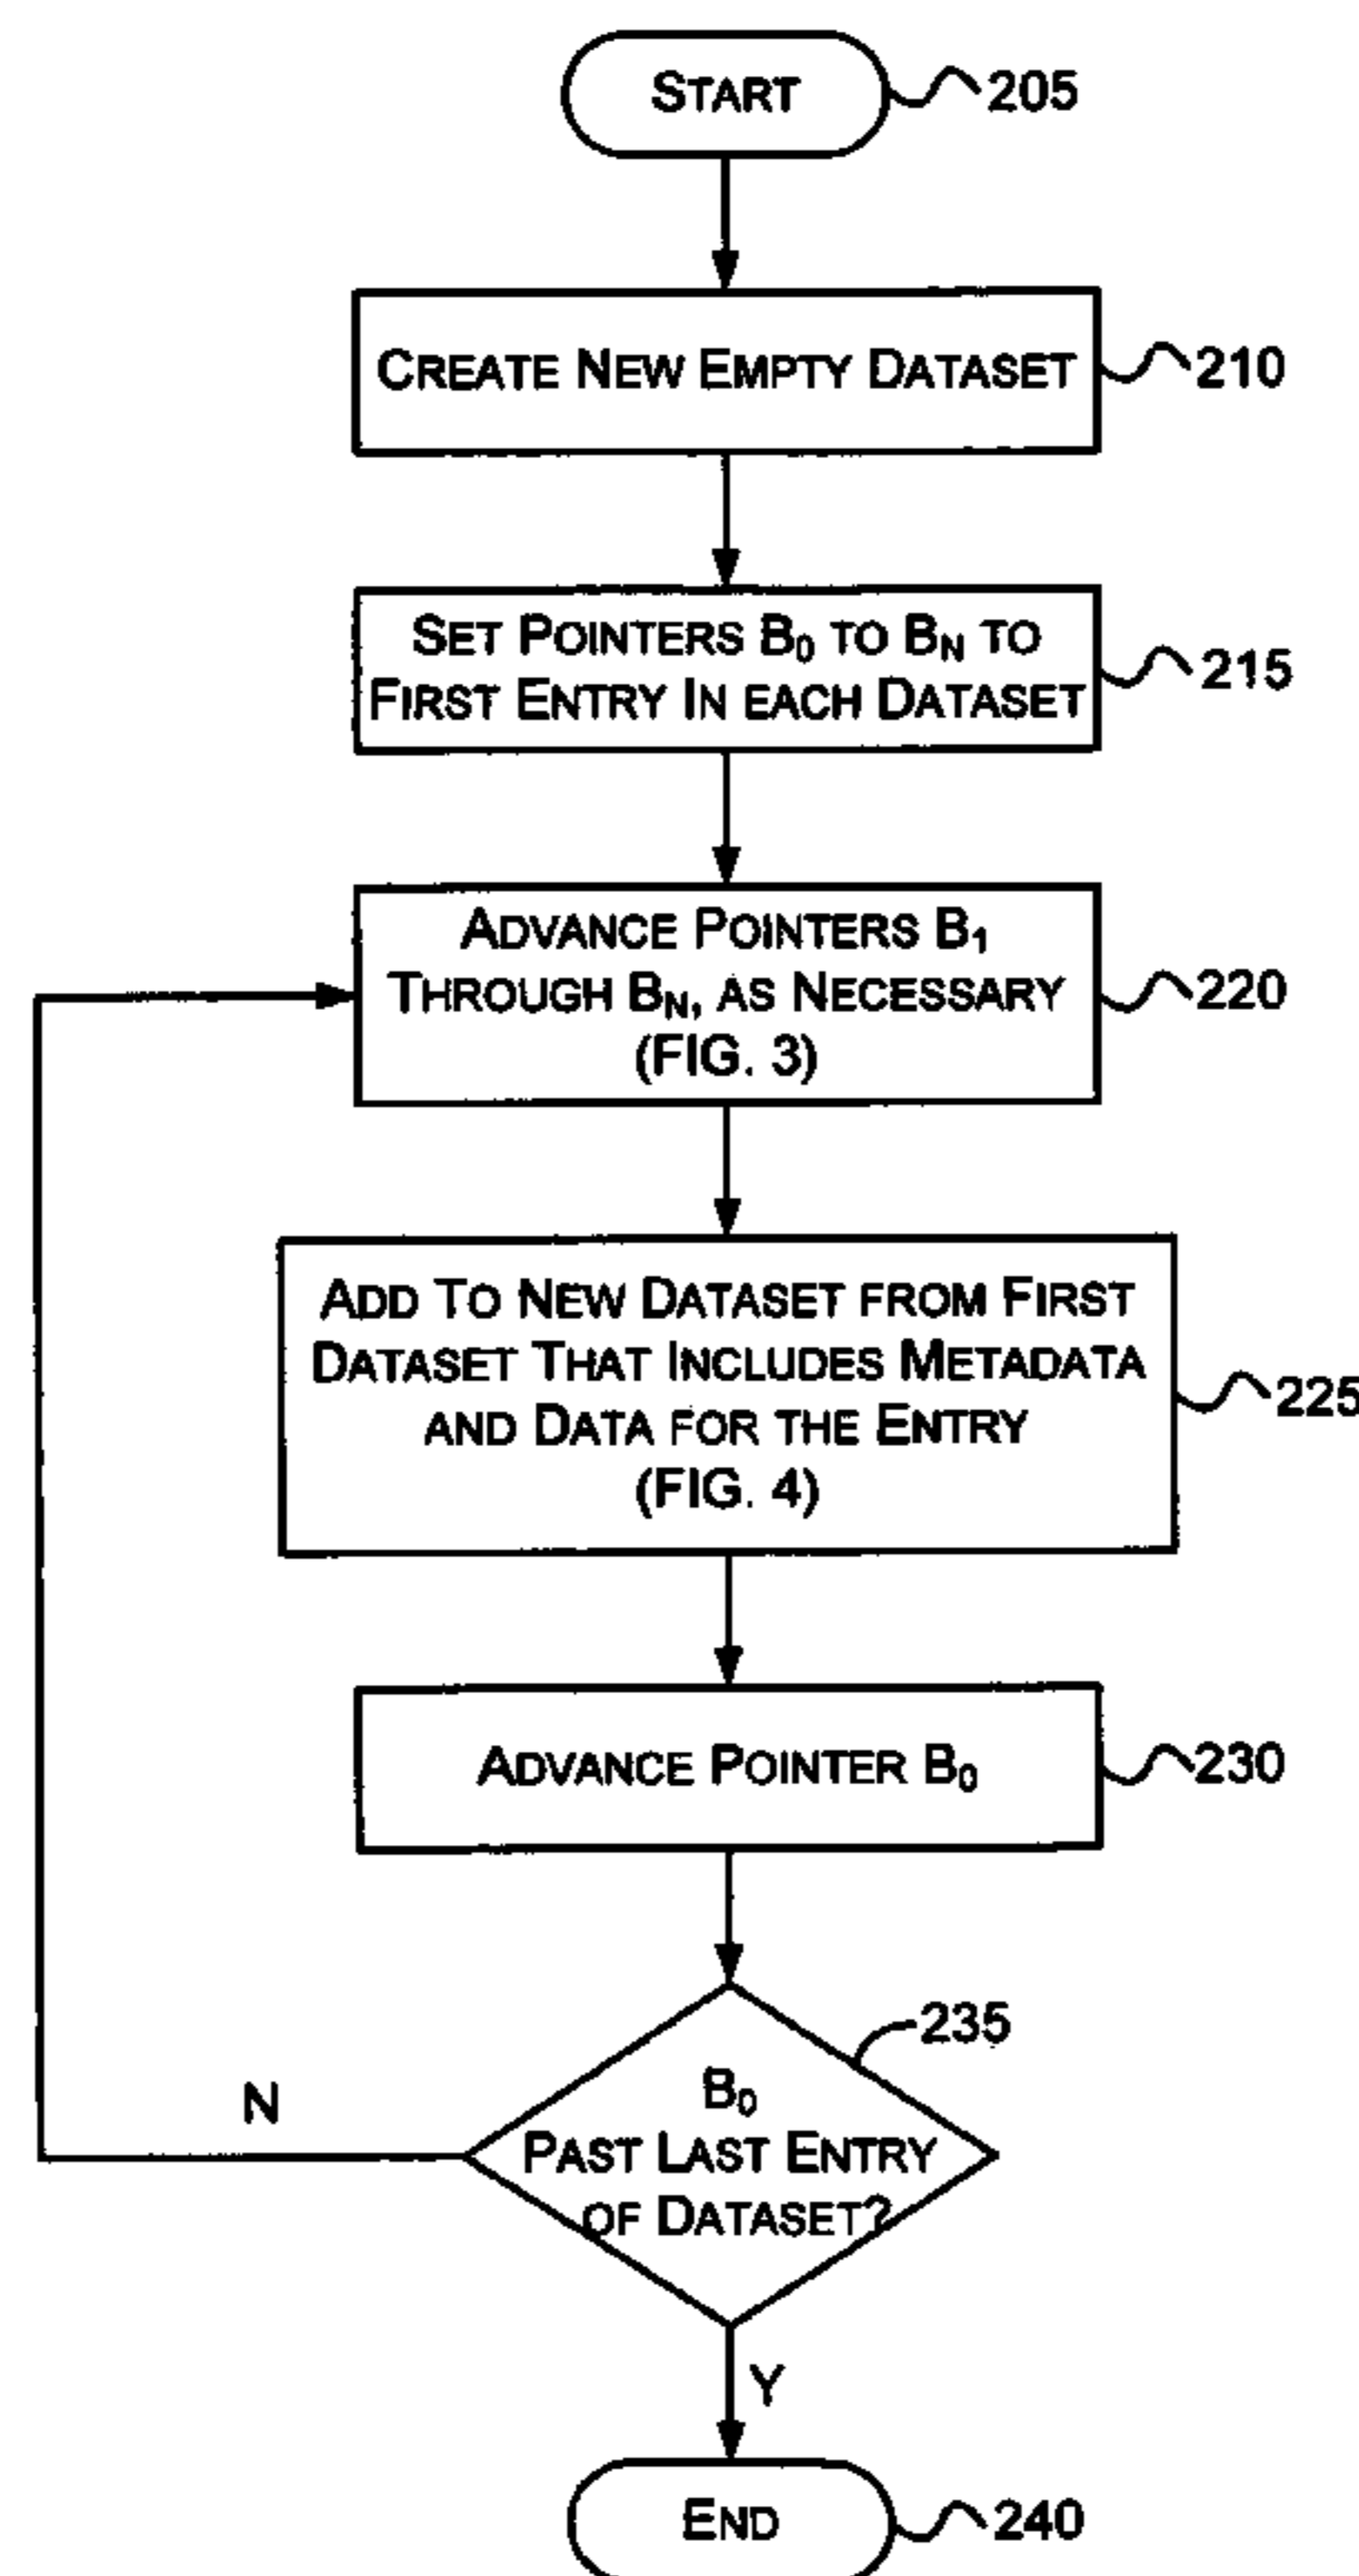 START
205
CREATE NEW EMPTY DATASET
210
SET POINTERS B₀ TO Bₙ TO
FIRST ENTRY IN EACH DATASET
215
ADVANCE POINTERS B₁
THROUGH Bₙ, AS NECESSARY
(FIG. 3)
220
ADD TO NEW DATASET FROM FIRST
DATASET THAT INCLUDES METADATA
AND DATA FOR THE ENTRY
(FIG. 4)
225
ADVANCE POINTER B₀
230
235
B₀
PAST LAST ENTRY
OF DATASET?
N
Y
END
240